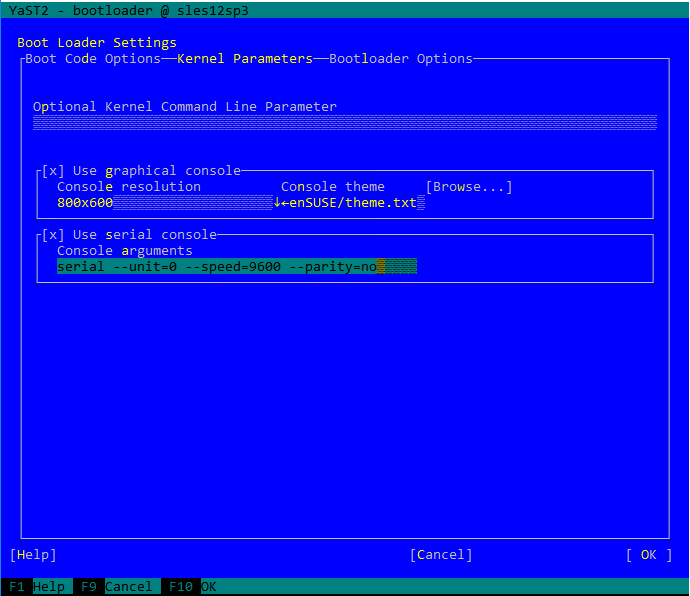 YaST2 - bootloader @ sles12sp3
Boot Loader Settings
Boot Code Options Kernel Parameters Bootloader Options
Optional Kernel Command Line Parameter
[x] Use graphical console
Console resolution Console theme [Browse...]
800x600 ↓←enSUSE/theme.txt
[x] Use serial console
Console arguments
serial --unit=0 --speed=9600 --parity=no
[Help] [Cancel] [ OK ]
F1 Help F9 Cancel F10 OK